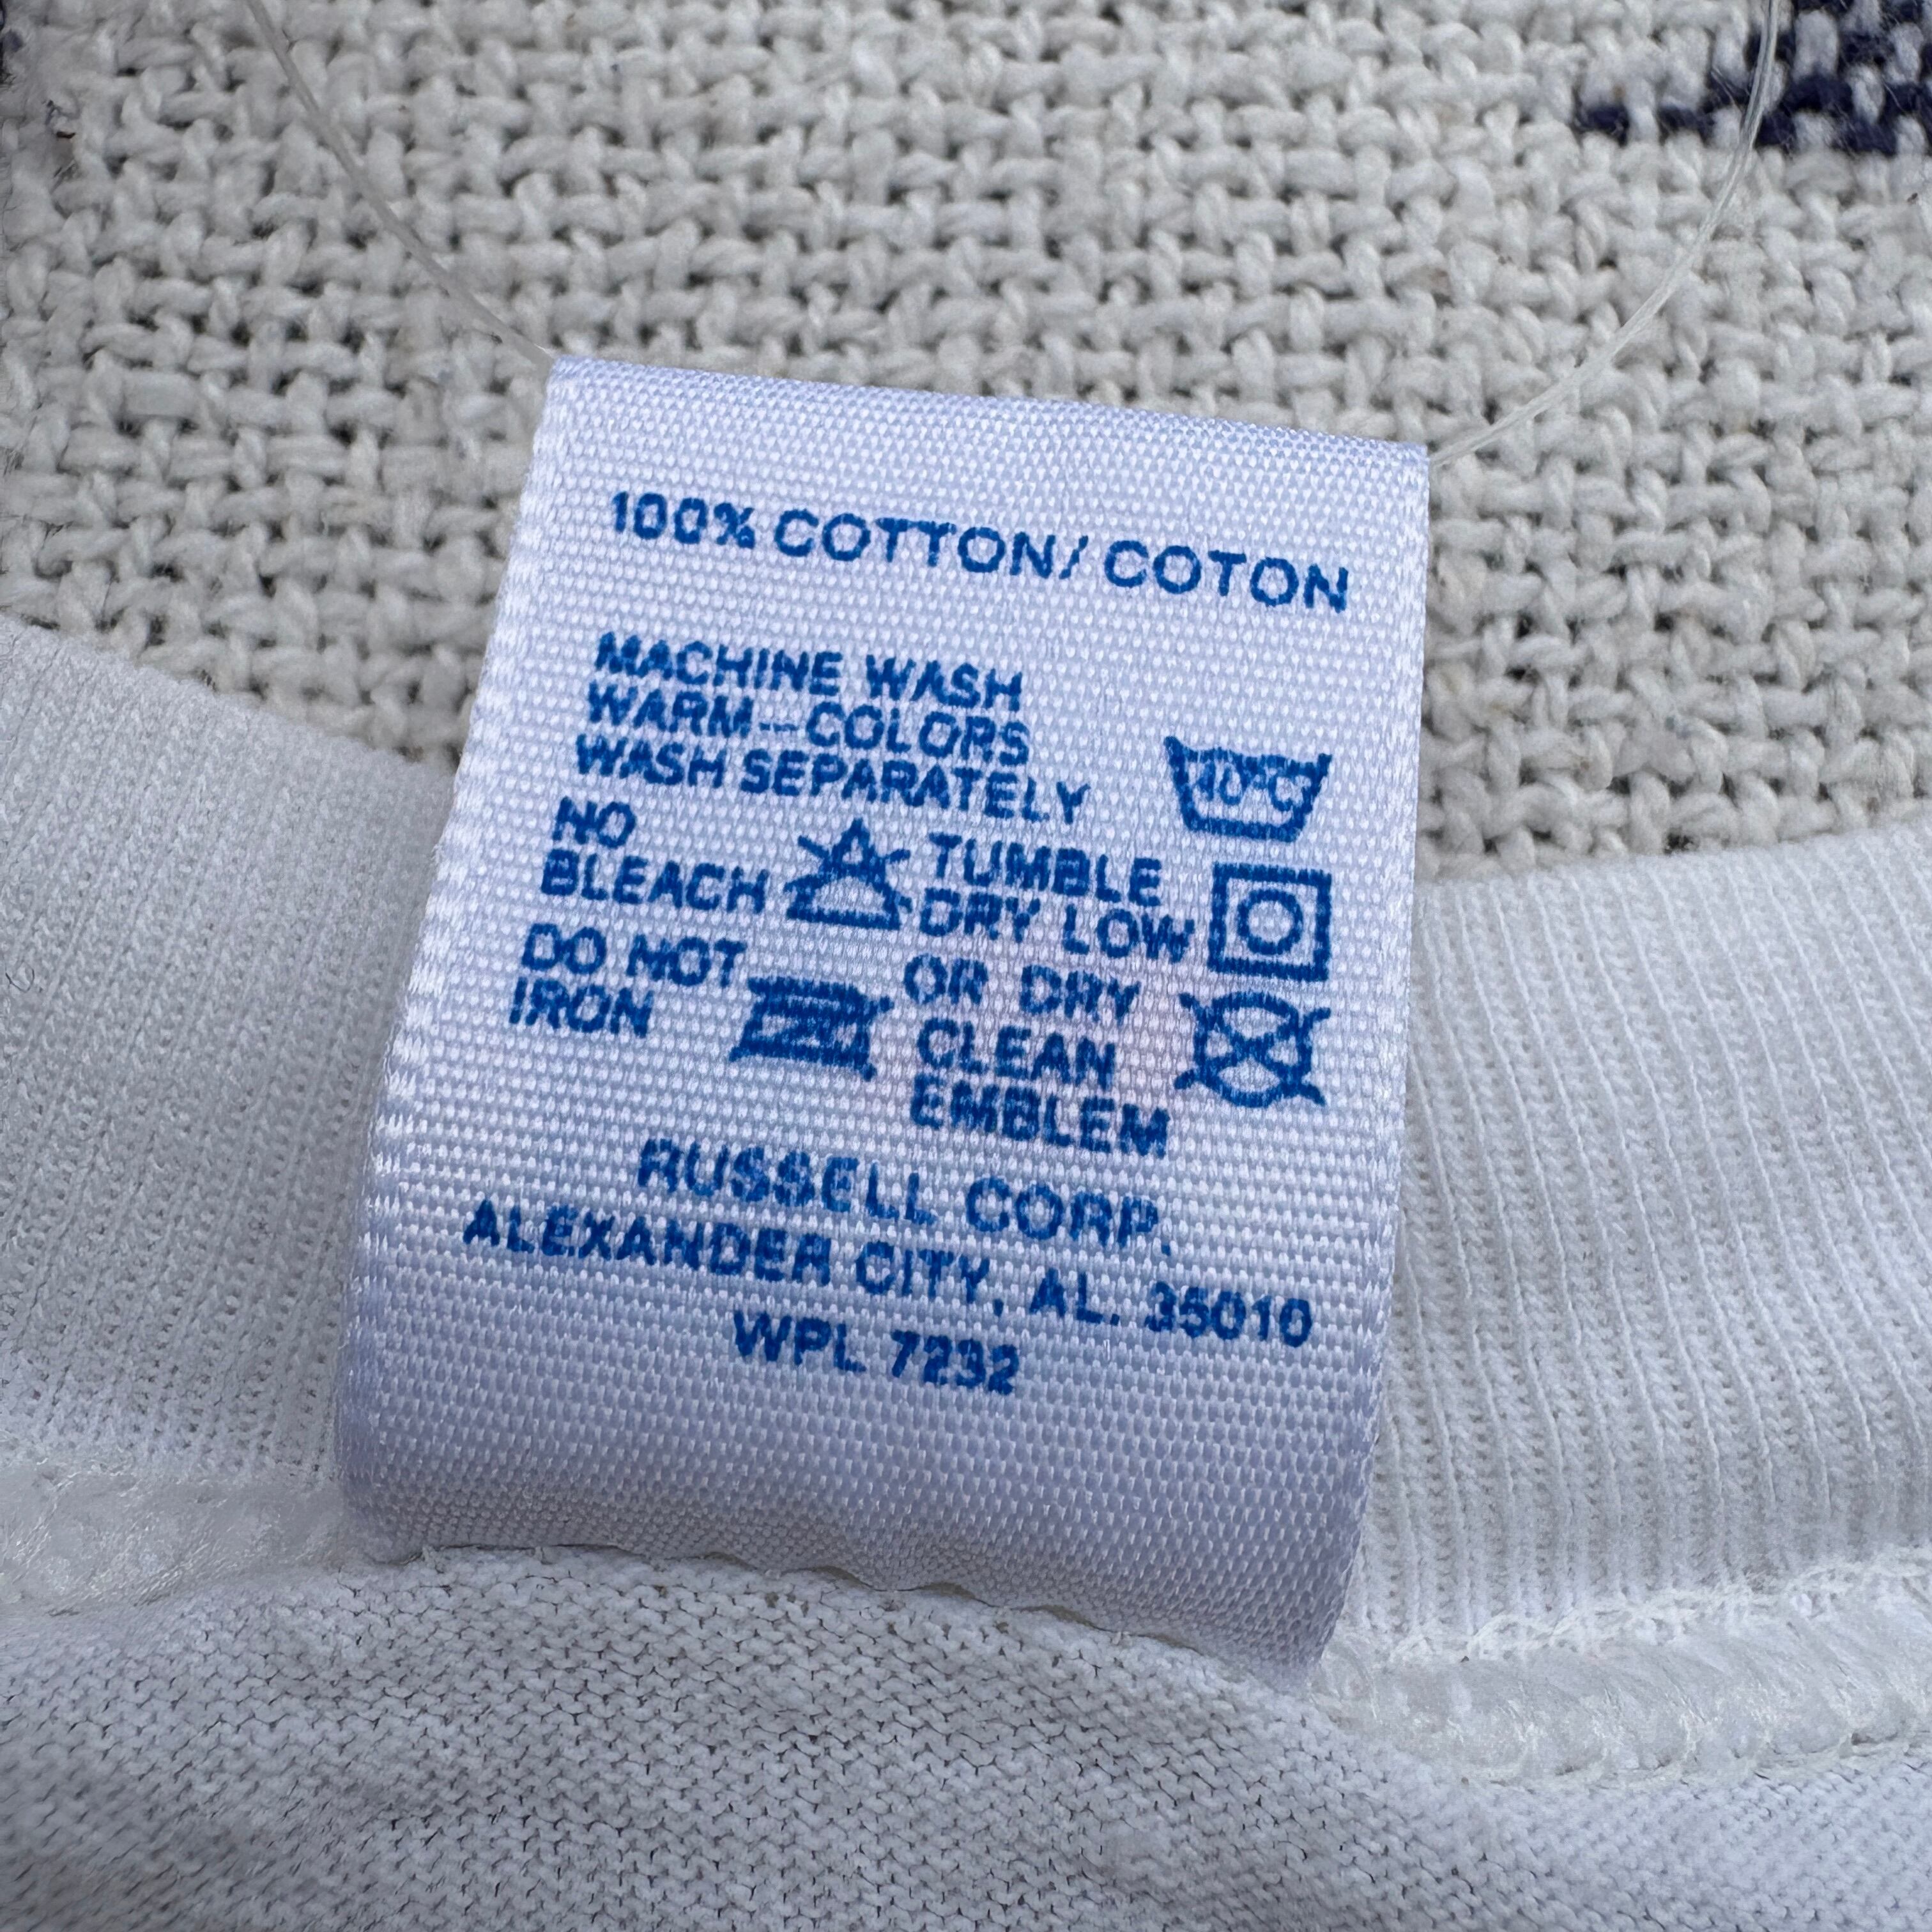 100% COTTON/ COTON
MACHINE WASH
WARM--COLORS
WASH SEPARATELY
40°C
NO
BLEACH
TUMBLE
DRY LOW
DO NOT
IRON
OR DRY
CLEAN
EMBLEM
RUSSELL CORP.
ALEXANDER CITY, AL. 35010
WPL 7232